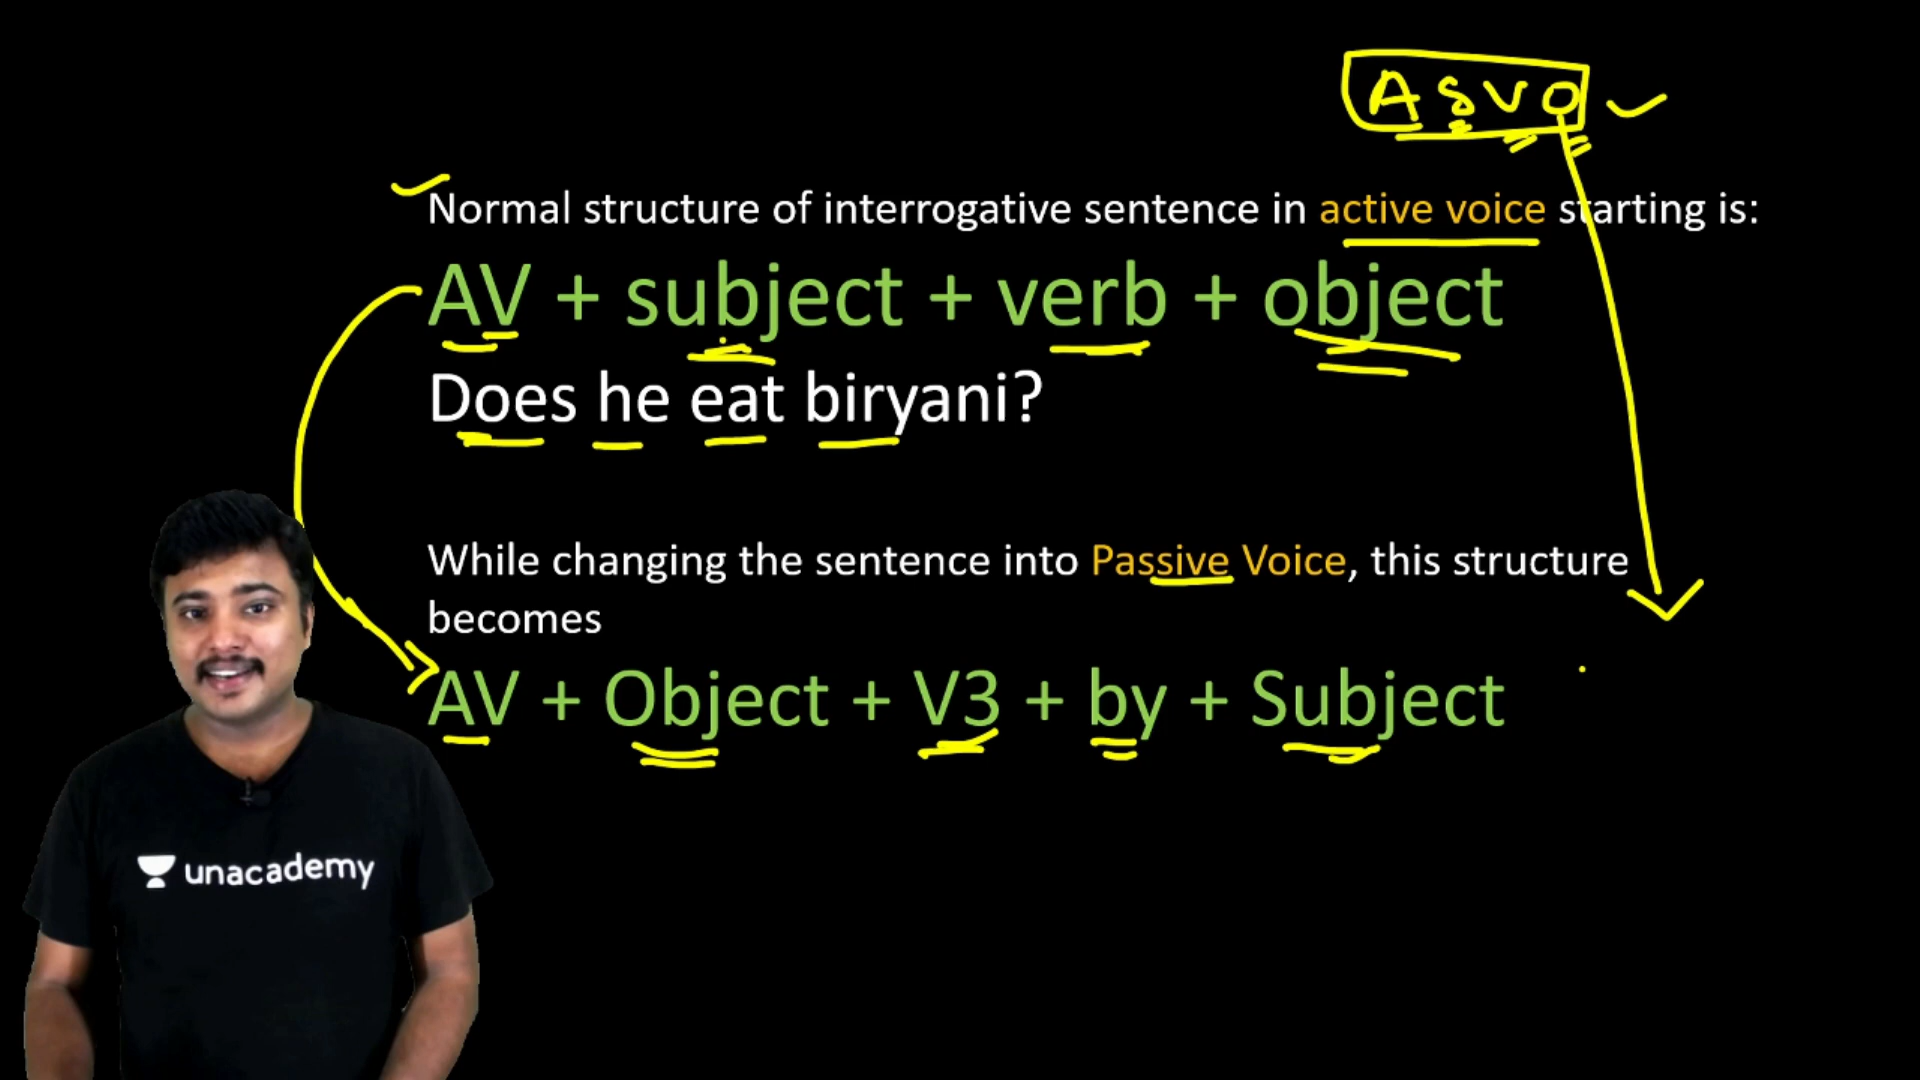 A S V O
Normal structure of interrogative sentence in active voice starting is:
AV + subject + verb + object
Does he eat biryani?
While changing the sentence into Passive Voice, this structure
becomes
AV + Object + V3 + by + Subject
unacademy